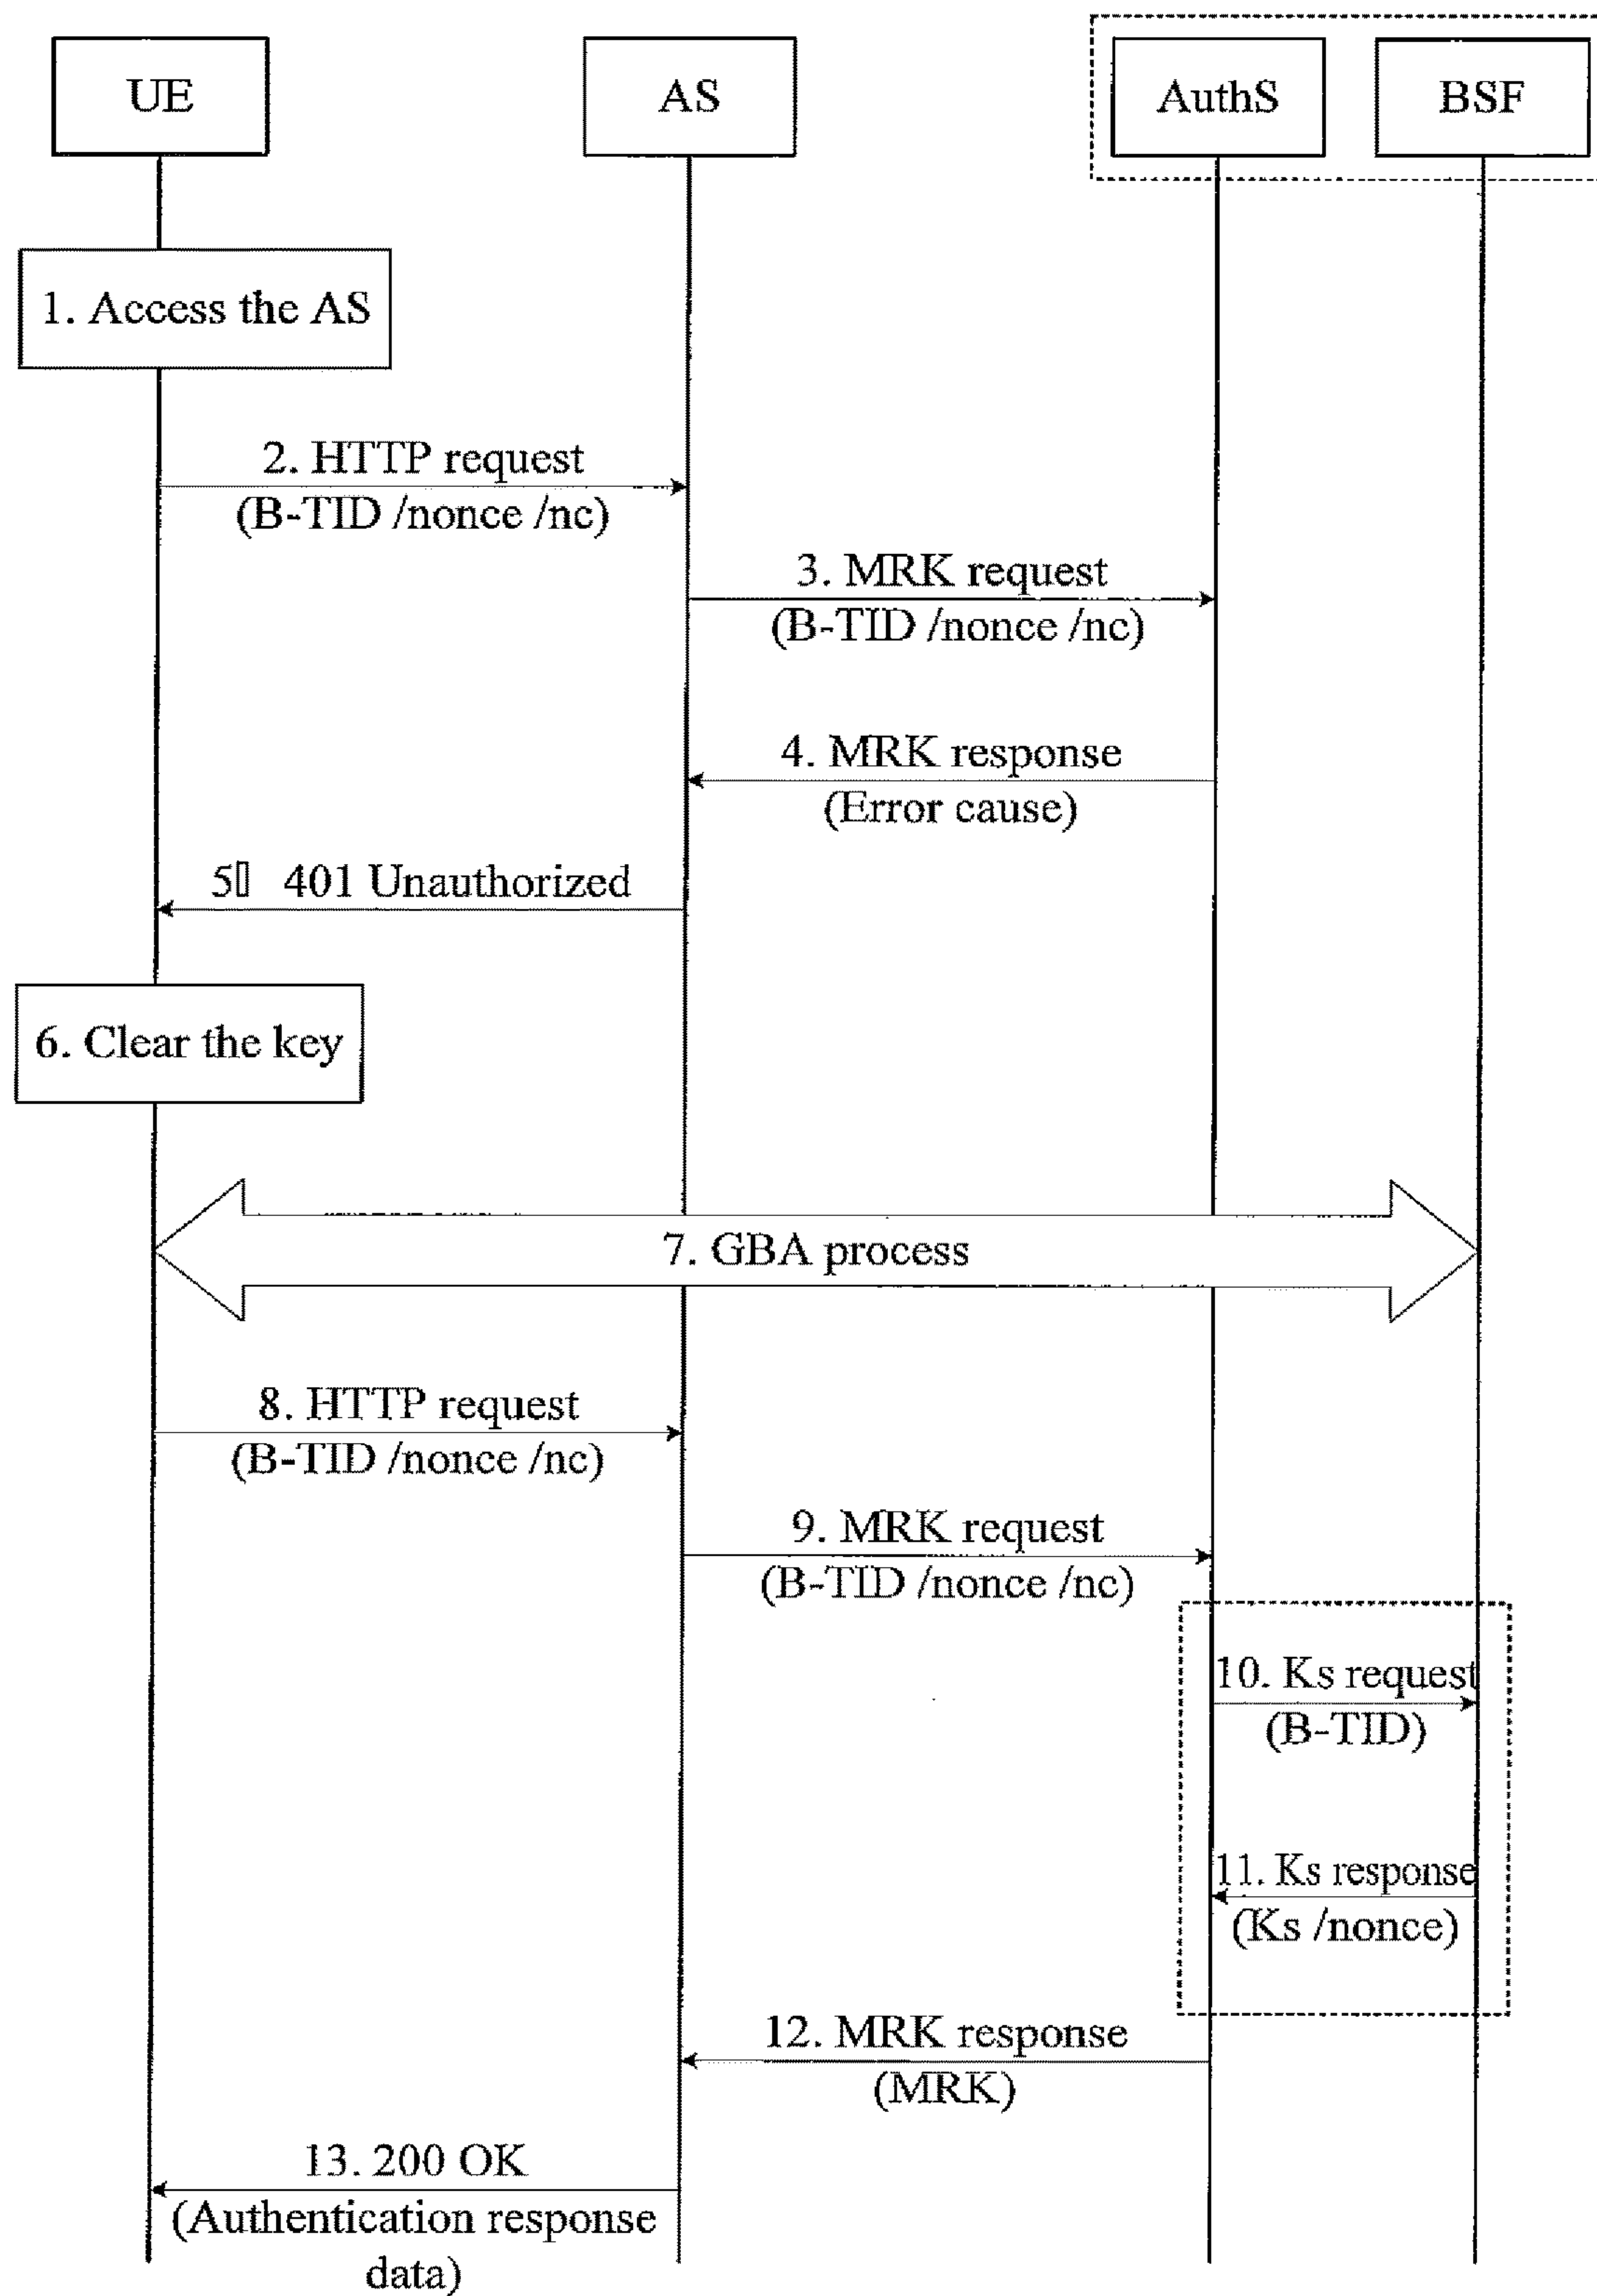 UE
AS
AuthS
BSF
1. Access the AS
2. HTTP request
(B-TID /nonce /nc)
3. MRK request
(B-TID /nonce /nc)
4. MRK response
(Error cause)
5▯ 401 Unauthorized
6. Clear the key
7. GBA process
8. HTTP request
(B-TID /nonce /nc)
9. MRK request
(B-TID /nonce /nc)
10. Ks request
(B-TID)
11. Ks response
(Ks /nonce)
12. MRK response
(MRK)
13. 200 OK
(Authentication response
data)